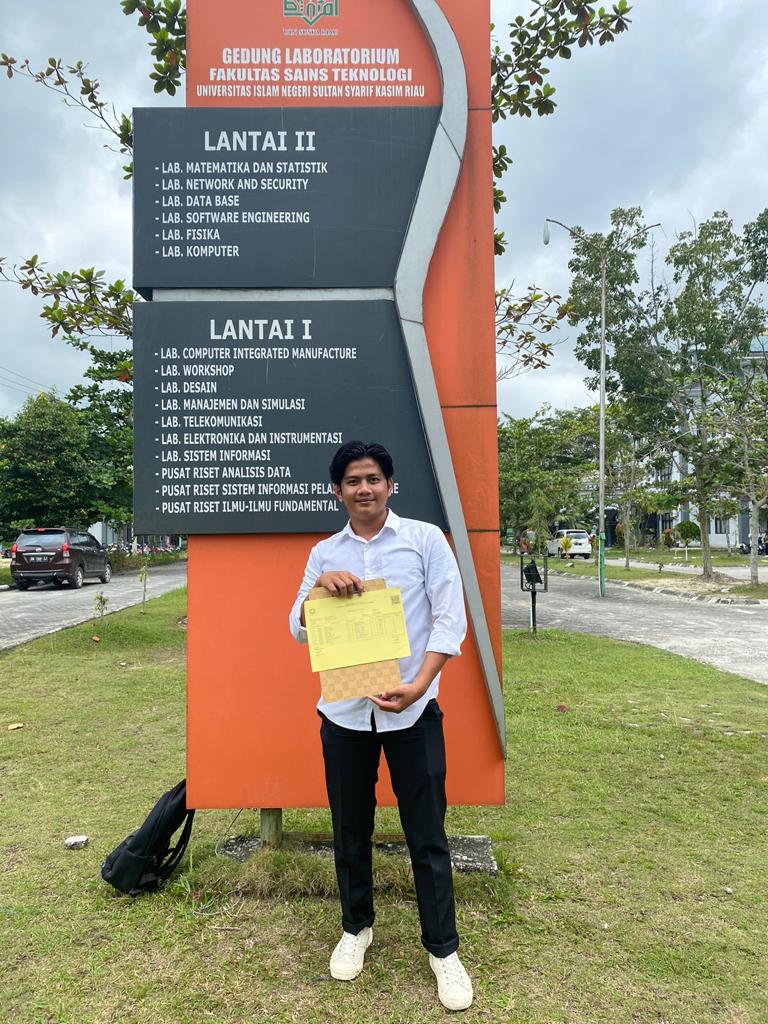 UIN SUSKA RIAU
GEDUNG LABORATORIUM
FAKULTAS SAINS TEKNOLOGI
UNIVERSITAS ISLAM NEGERI SULTAN SYARIF KASIM RIAU
LANTAI II
- LAB. MATEMATIKA DAN STATISTIK
- LAB. NETWORK AND SECURITY
- LAB. DATA BASE
- LAB. SOFTWARE ENGINEERING
- LAB. FISIKA
- LAB. KOMPUTER
LANTAI I
- LAB. COMPUTER INTEGRATED MANUFACTURE
- LAB. WORKSHOP
- LAB. DESAIN
- LAB. MANAJEMEN DAN SIMULASI
- LAB. TELEKOMUNIKASI
- LAB. ELEKTRONIKA DAN INSTRUMENTASI
- LAB. SISTEM INFORMASI
- PUSAT RISET ANALISIS DATA
- PUSAT RISET SISTEM INFORMASI
- PUSAT RISET ILMU-ILMU FUNDAMENTAL